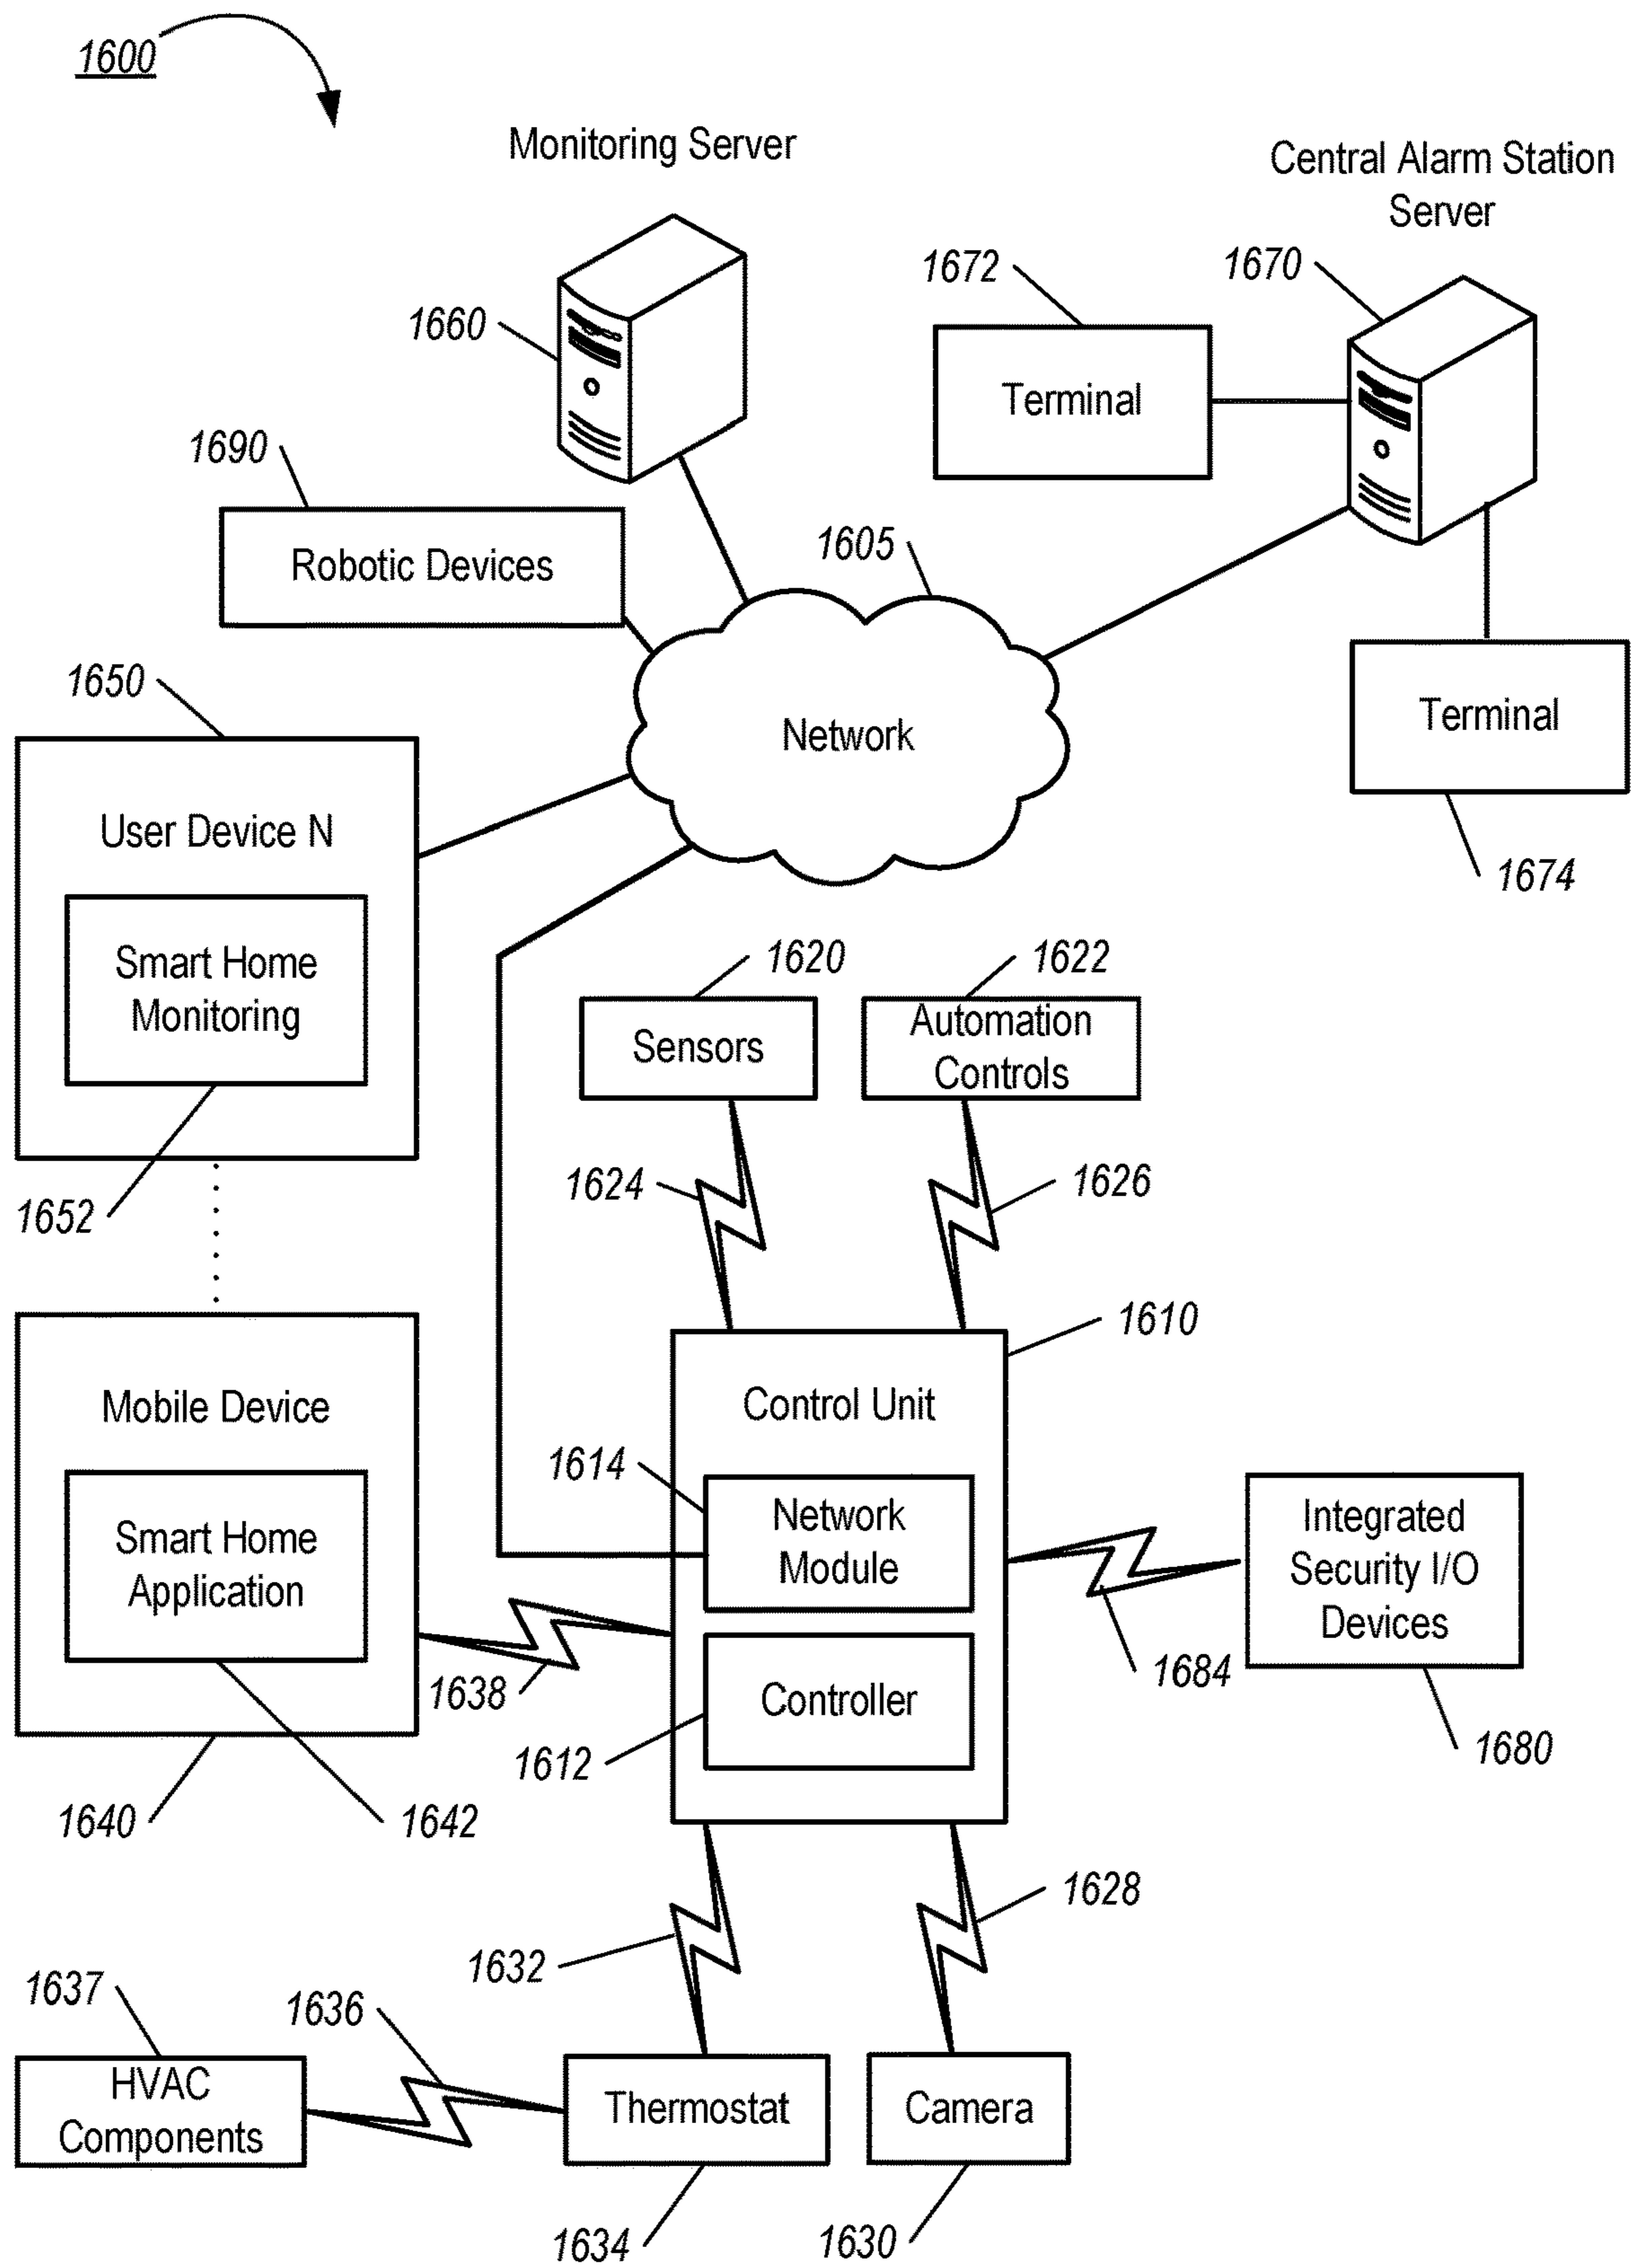 1600
Monitoring Server
Central Alarm Station
Server
1672
1670
1660
Terminal
1690
1605
Robotic Devices
1650
Network
Terminal
User Device N
1674
Smart Home
Monitoring
1620
1622
Sensors
Automation
Controls
1652
1624
1626
1610
Mobile Device
Control Unit
1614
Network
Module
Integrated
Security I/O
Devices
Smart Home
Application
1638
1684
Controller
1612
1680
1640
1642
1628
1632
1637
1636
HVAC
Components
Thermostat
Camera
1634
1630